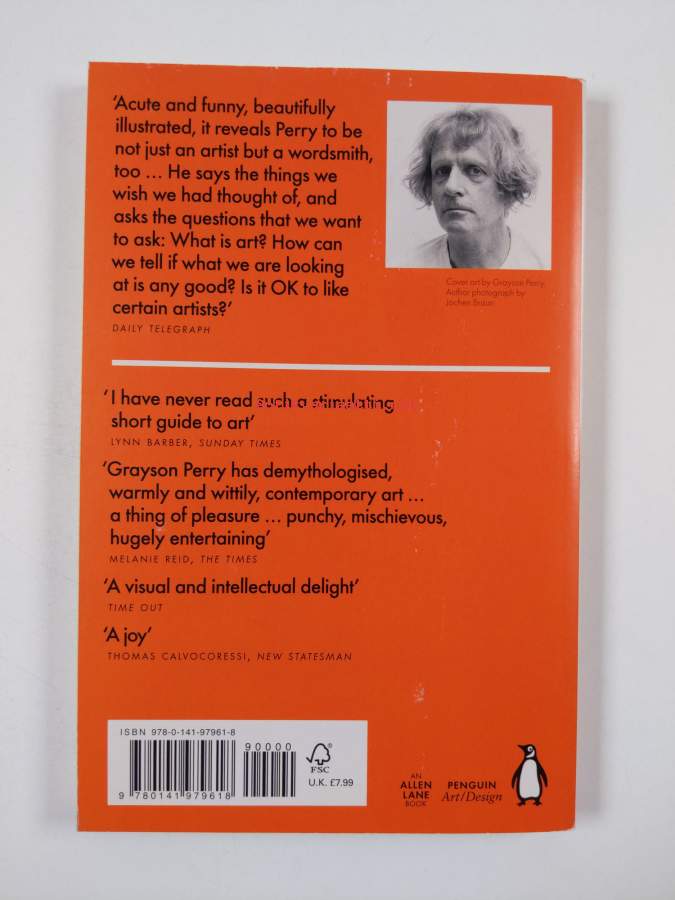 ‘Acute and funny, beautifully
illustrated, it reveals Perry to be
not just an artist but a wordsmith,
too ... He says the things we
wish we had thought of, and
asks the questions that we want
to ask: What is art? How can
we tell if what we are looking
at is any good? Is it OK to like
certain artists?’
DAILY TELEGRAPH
Cover art by Grayson Perry.
Author photograph by
Jochen Braun
‘I have never read such a stimulating
short guide to art’
LYNN BARBER, SUNDAY TIMES
‘Grayson Perry has demythologised,
warmly and wittily, contemporary art ...
a thing of pleasure ... punchy, mischievous,
hugely entertaining’
MELANIE REID, THE TIMES
‘A visual and intellectual delight’
TIME OUT
‘A joy’
THOMAS CALVOCORESSI, NEW STATESMAN
ISBN 978-0-141-97961-8
90000
9 780141 979618
FSC
U.K. £7.99
AN
ALLEN
LANE
BOOK
PENGUIN
Art/Design